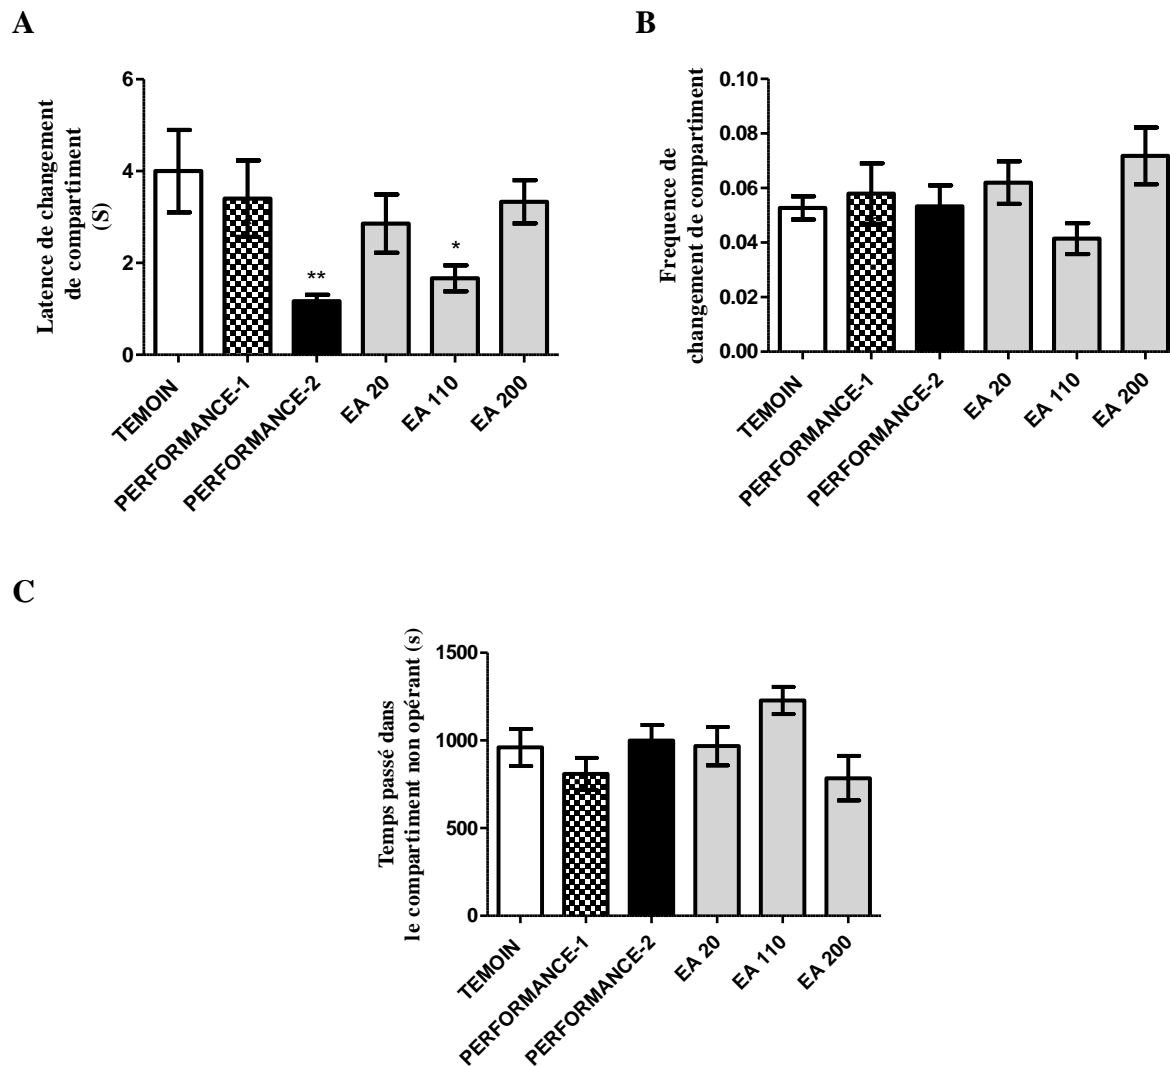 A
Latence de changement
de compartiment
(S)
6
4
2
0
**
*
TEMOIN
PERFORMANCE-1
PERFORMANCE-2
EA 20
EA 110
EA 200
B
Frequence de
changement de compartiment
0.10
0.08
0.06
0.04
0.02
0.00
TEMOIN
PERFORMANCE-1
PERFORMANCE-2
EA 20
EA 110
EA 200
C
Temps passé dans
le compartiment non opérant (s)
1500
1000
500
0
TEMOIN
PERFORMANCE-1
PERFORMANCE-2
EA 20
EA 110
EA 200